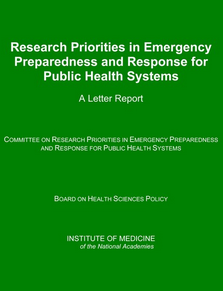 Research Priorities in Emergency
Preparedness and Response for
Public Health Systems
A Letter Report
COMMITTEE ON RESEARCH PRIORITIES IN EMERGENCY PREPAREDNESS
AND RESPONSE FOR PUBLIC HEALTH SYSTEMS
BOARD ON HEALTH SCIENCES POLICY
INSTITUTE OF MEDICINE
of the National Academies